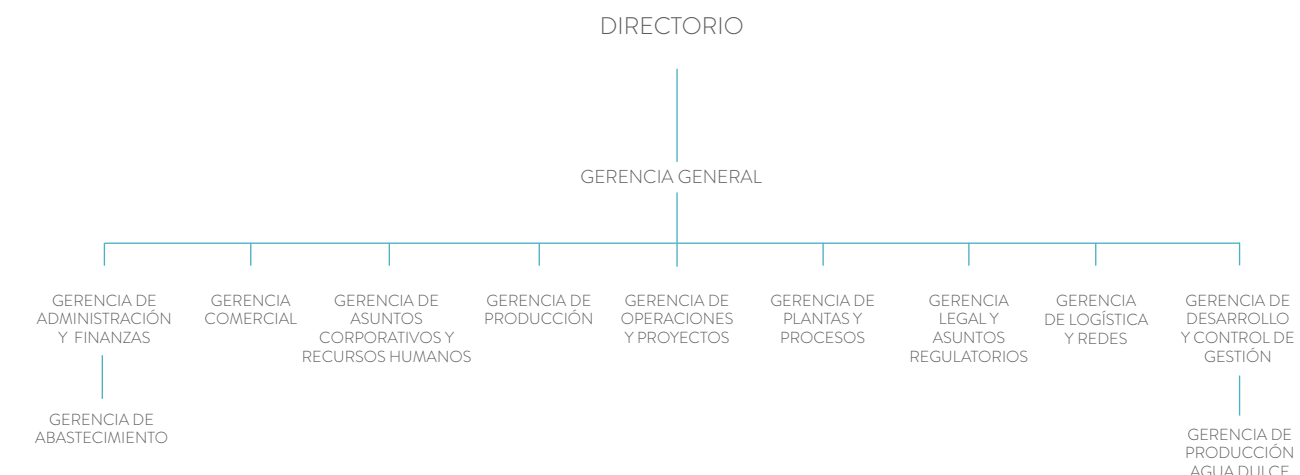 DIRECTORIO
GERENCIA GENERAL
GERENCIA DE
ADMINISTRACIÓN
Y FINANZAS
GERENCIA
COMERCIAL
GERENCIA DE
ASUNTOS
CORPORATIVOS Y
RECURSOS HUMANOS
GERENCIA DE
PRODUCCIÓN
GERENCIA DE
OPERACIONES
Y PROYECTOS
GERENCIA DE
PLANTAS Y
PROCESOS
GERENCIA
LEGAL Y
ASUNTOS
REGULATORIOS
GERENCIA
DE LOGÍSTICA
Y REDES
GERENCIA DE
DESARROLLO
Y CONTROL DE
GESTIÓN
GERENCIA DE
ABASTECIMIENTO
GERENCIA DE
PRODUCCIÓN
AGUA DULCE